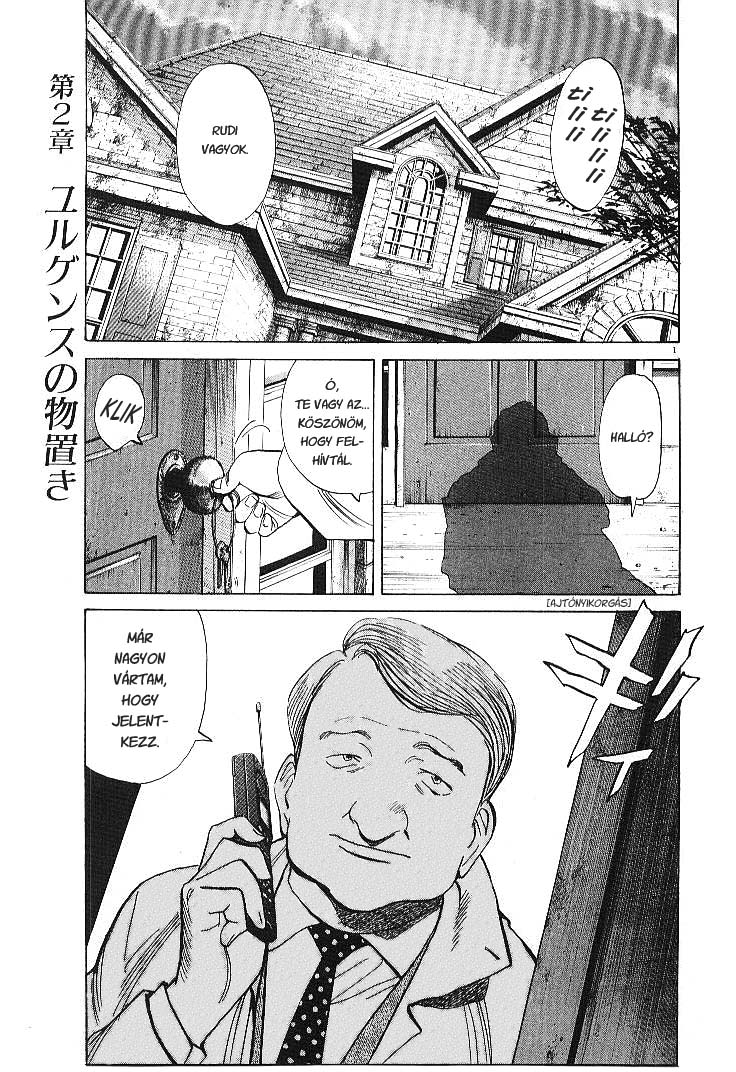 第2章 ユルゲンスの物置き
ti
li
li
ti
li
li
li
RUDI
VAGYOK.
1
HALLÓ?
Ó,
TE VAGY AZ...
KÖSZÖNÖM,
HOGY FEL-
HÍVTÁL.
KLIK
[AJTÓNYIKORGÁS]
ギイ
MÁR
NAGYON
VÁRTAM,
HOGY
JELENT-
KEZZ.